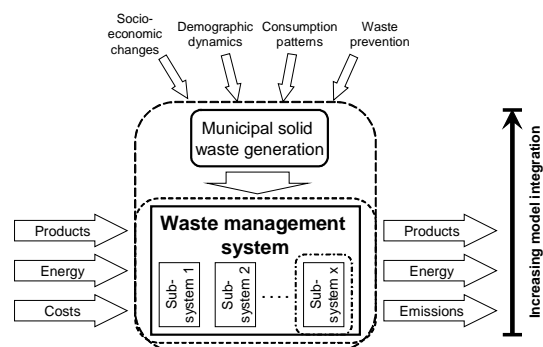 Socio-
economic
changes
Demographic
dynamics
Consumption
patterns
Waste
prevention
Municipal solid
waste generation
Waste management
system
Products
Energy
Costs
Sub-
system 1
Sub-
system 2
....
Sub-
system x
Products
Energy
Emissions
Increasing model integration